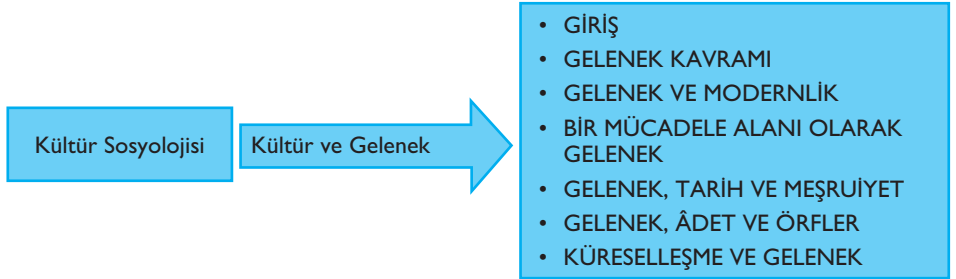 Kültür Sosyolojisi
Kültür ve Gelenek
• GİRİŞ
• GELENEK KAVRAMI
• GELENEK VE MODERNLİK
• BİR MÜCADELE ALANI OLARAK
GELENEK
• GELENEK, TARİH VE MEŞRUİYET
• GELENEK, ÂDET VE ÖRFLER
• KÜRESELLEŞME VE GELENEK